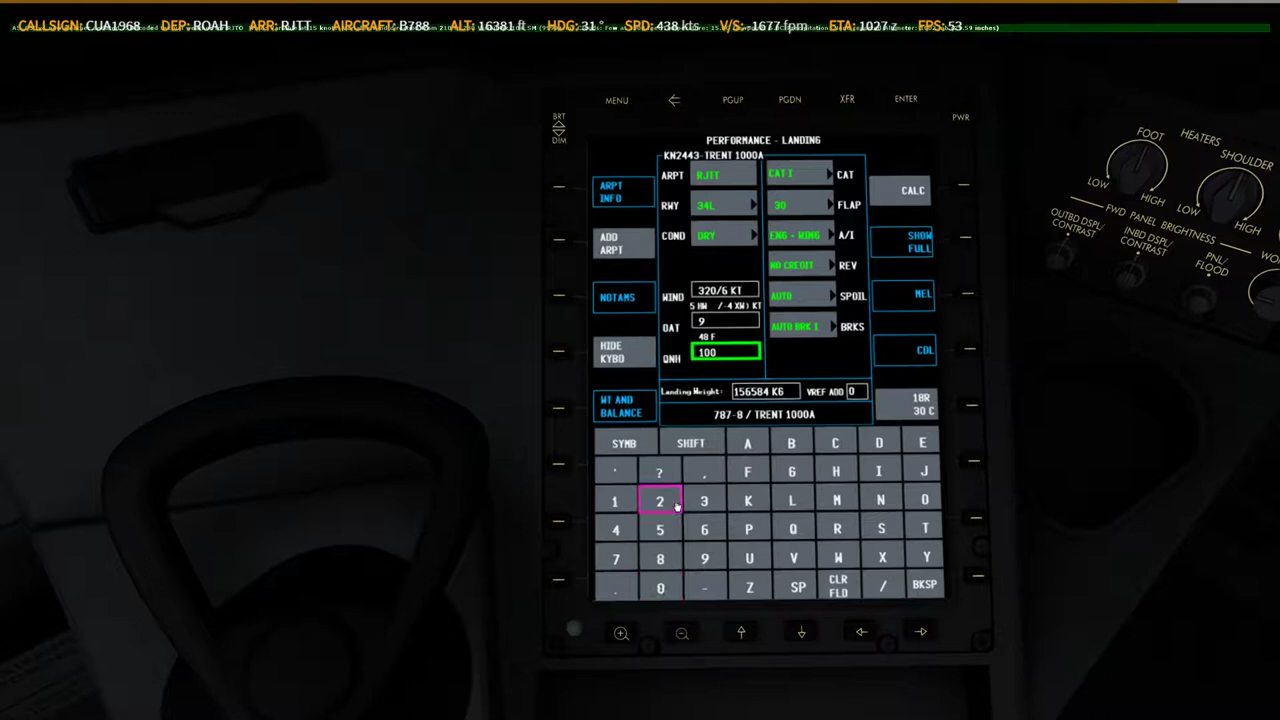 CALLSIGN: CUA1968 DEP: ROAH ARR: RJTT AIRCRAFT: B788 ALT: 16381 ft HDG: 31 ° SPD: 438 kts V/S: -1677 fpm ETA: 1027 z FPS: 53
MENU PGUP PGDN XFR ENTER
BRT
DIM
PWR
PERFORMANCE - LANDING
KN2443-TRENT 1000A
ARPT
INFO
ARPT RJTT
CAT I CAT
CALC
RWY 34L
30 FLAP
ADD
ARPT
COND DRY
ENG - WING A/I
SHOW
FULL
NO CREDIT REV
NOTAMS
WIND 320/6 KT
5 HW /-4 XW) KT
AUTO SPOIL
MEL
OAT 9
48 F
AUTO BRK 1 BRKS
HIDE
KYBD
QNH 100
CDL
WT AND
BALANCE
Landing Weight: 156584 KG VREF ADD 0
18R
30 C
787-8 / TRENT 1000A
SYMB SHIFT A B C D E
' ? , F G H I J
1 2 3 K L M N O
4 5 6 P Q R S T
7 8 9 U V W X Y
. 0 - Z SP CLR
FLD / BKSP
FOOT
HEATERS
SHOULDER
LOW HIGH LOW HIGH
FWD PANEL BRIGHTNESS
OUTBD DSPL/
CONTRAST
INBD DSPL/
CONTRAST
PNL/
FLOOD